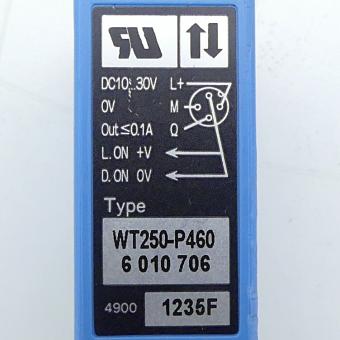 DC10...30V L+
0V M
Out≤0.1A Q
L.ON +V
D.ON 0V
Type
WT250-P460
6 010 706
4900 1235F